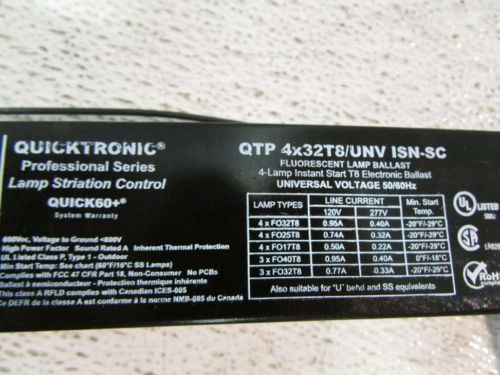 QUICKTRONIC®
Professional Series
Lamp Striation Control
QUICK60+®
System Warranty
600Voc, Voltage to Ground <600V
High Power Factor Sound Rated A Inherent Thermal Protection
UL Listed Class P, Type 1 - Outdoor
Min Start Temp: See chart (60°F/16°C SS Lamps)
Complies with FCC 47 CFR Part 18, Non-Consumer No PCBs
Ballast à semiconducteur - Protection thermique inhérente
This class A RFLD complies with Canadian ICES-005
Ce DEFR de la classe A est conforme à la norme NMB-005 du Canada
QTP 4x32T8/UNV ISN-SC
FLUORESCENT LAMP BALLAST
4-Lamp Instant Start T8 Electronic Ballast
UNIVERSAL VOLTAGE 50/60Hz
LAMP TYPES LINE CURRENT Min. Start Temp.
120V 277V
4 x FO32T8 0.95A 0.40A -20°F/-29°C
4 x FO25T8 0.74A 0.32A -20°F/-29°C
4 x FO17T8 0.50A 0.22A -20°F/-29°C
3 x FO40T8 0.95A 0.40A 0°F/-18°C
3 x FO32T8 0.77A 0.33A -20°F/-29°C
Also suitable for "U" bend and SS equivalents
UL
LISTED
RoHS